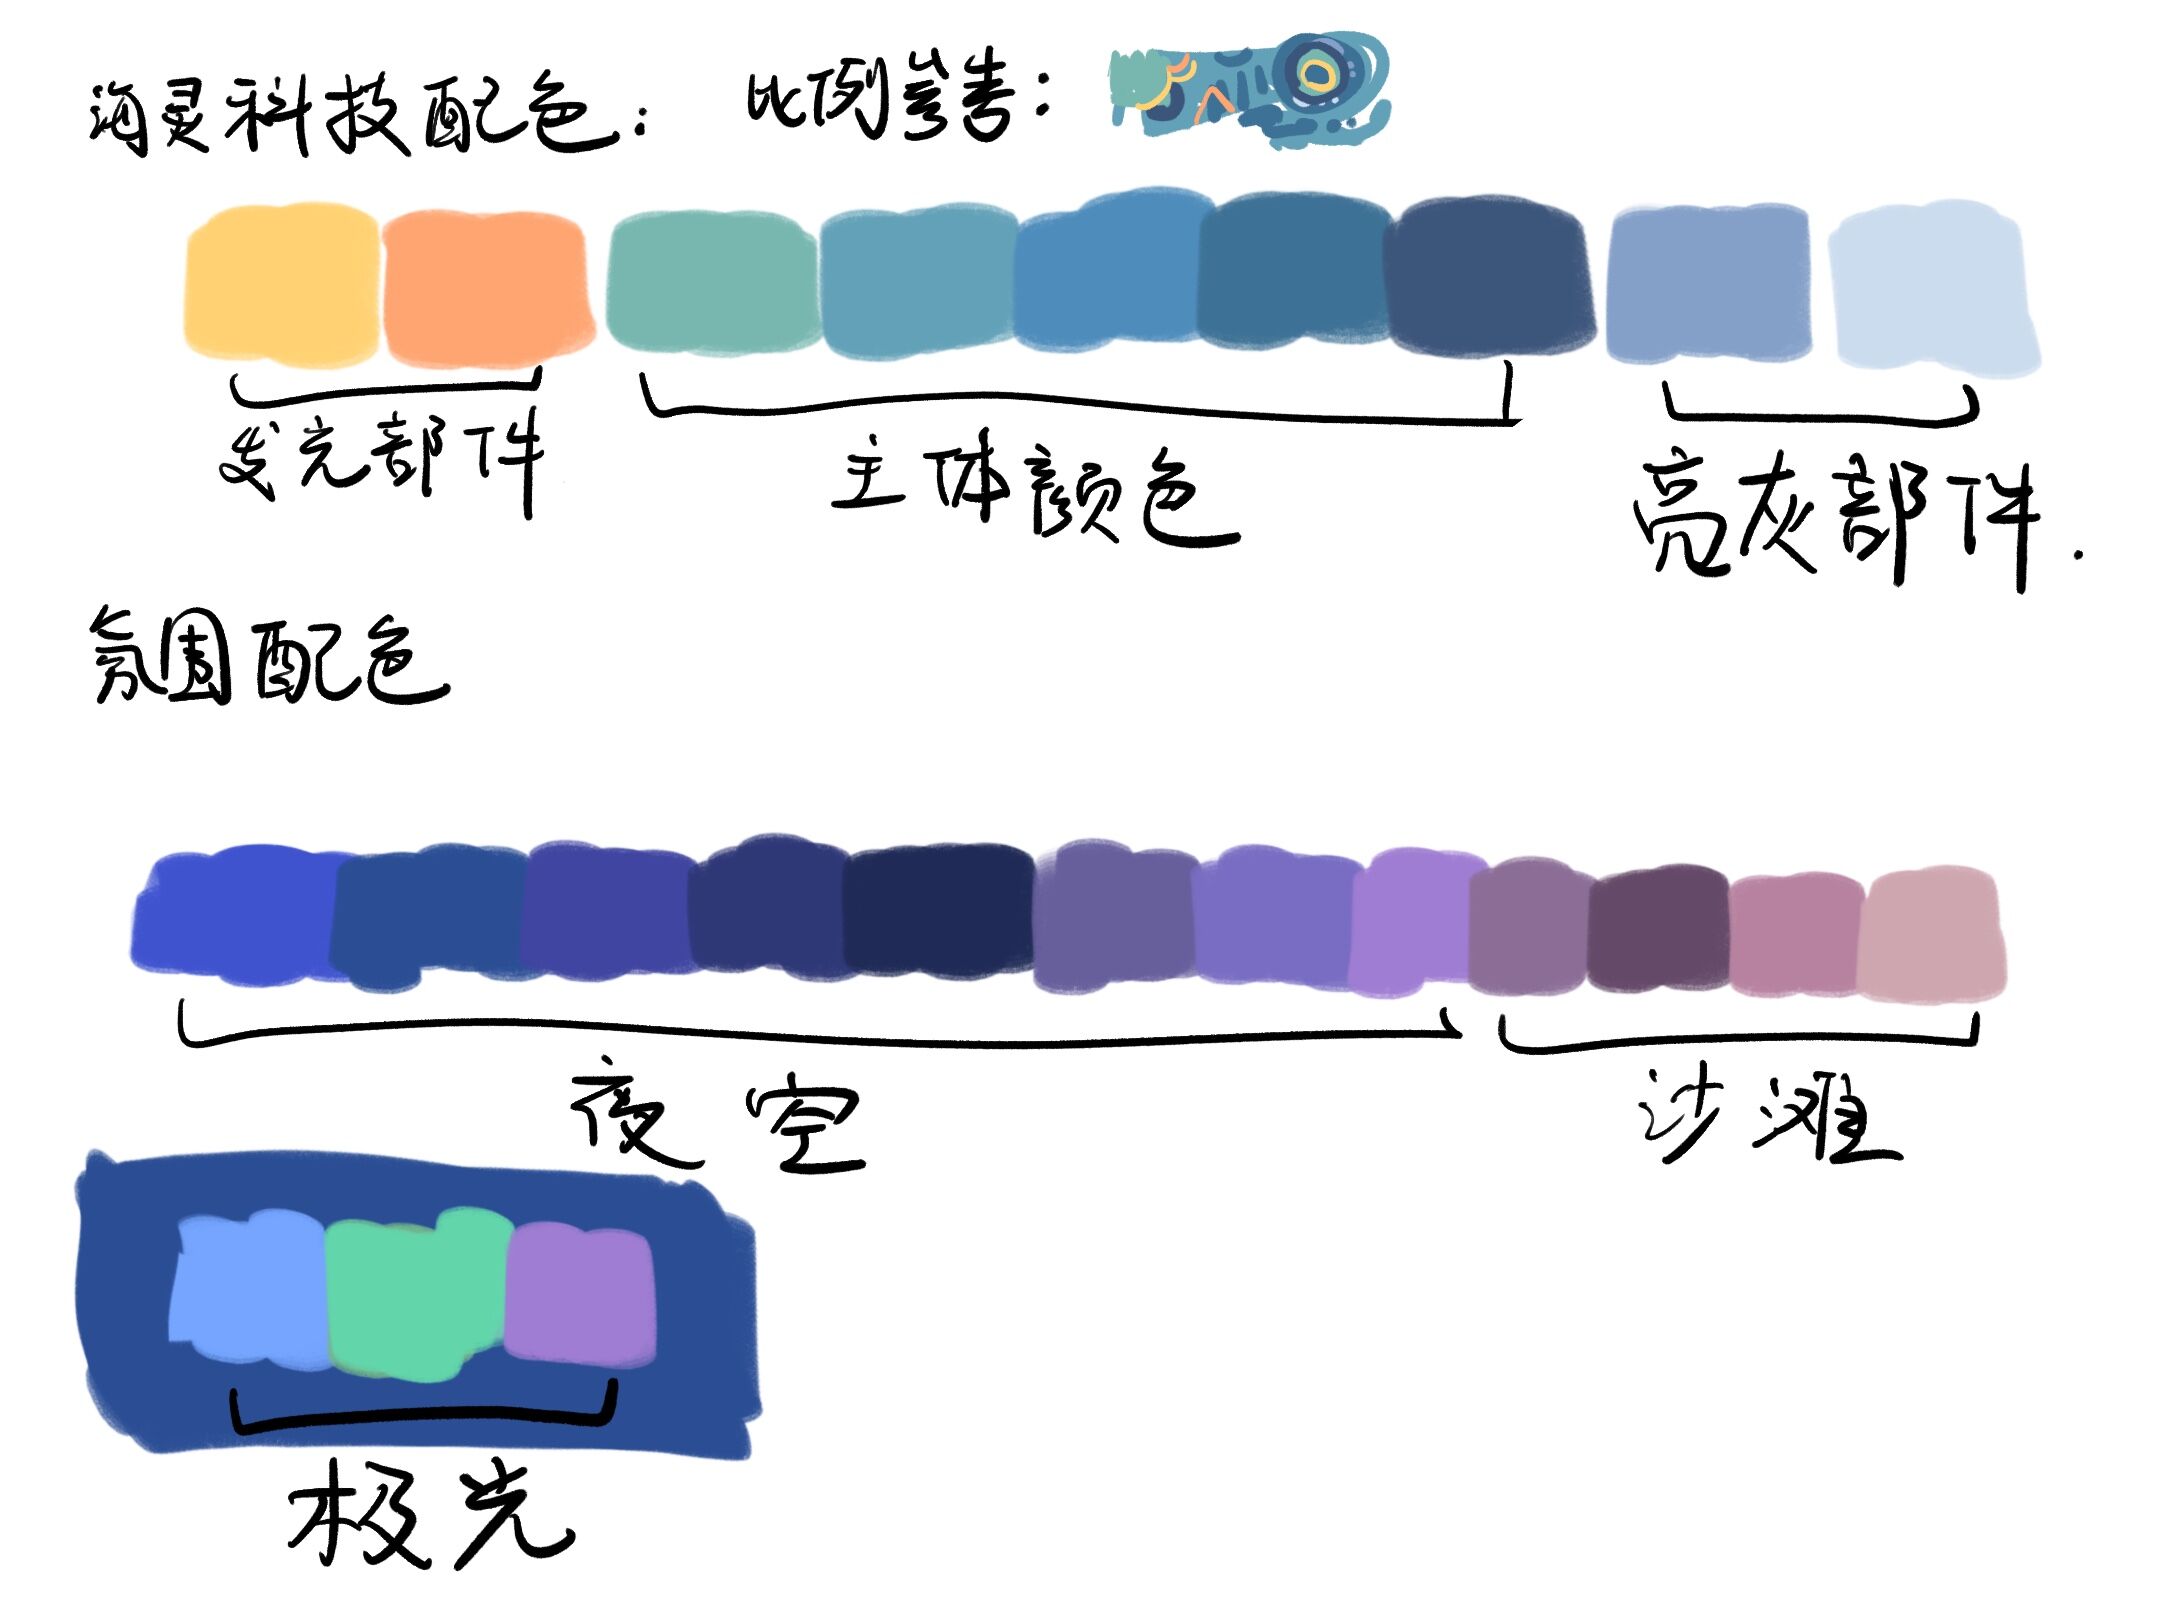 海灵科技配色： 比例参考：
发光部件 主体颜色 亮灰部件.
氛围配色
夜空 沙滩
极光